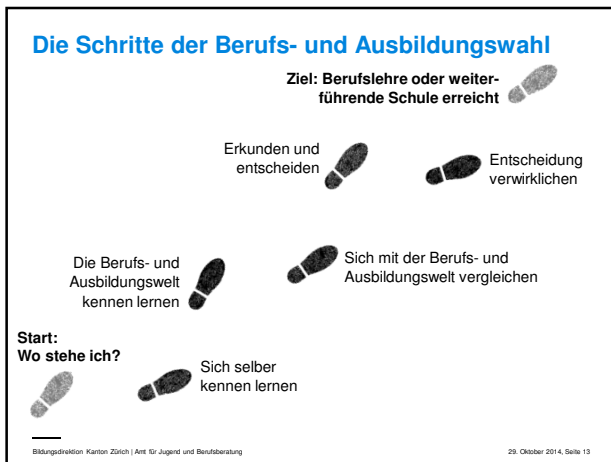 Die Schritte der Berufs- und Ausbildungswahl
Ziel: Berufslehre oder weiter-
führende Schule erreicht
Erkunden und
entscheiden
Entscheidung
verwirklichen
Die Berufs- und
Ausbildungswelt
kennen lernen
Sich mit der Berufs- und
Ausbildungswelt vergleichen
Start:
Wo stehe ich?
Sich selber
kennen lernen
Bildungsdirektion Kanton Zürich | Amt für Jugend und Berufsberatung
29. Oktober 2014, Seite 13